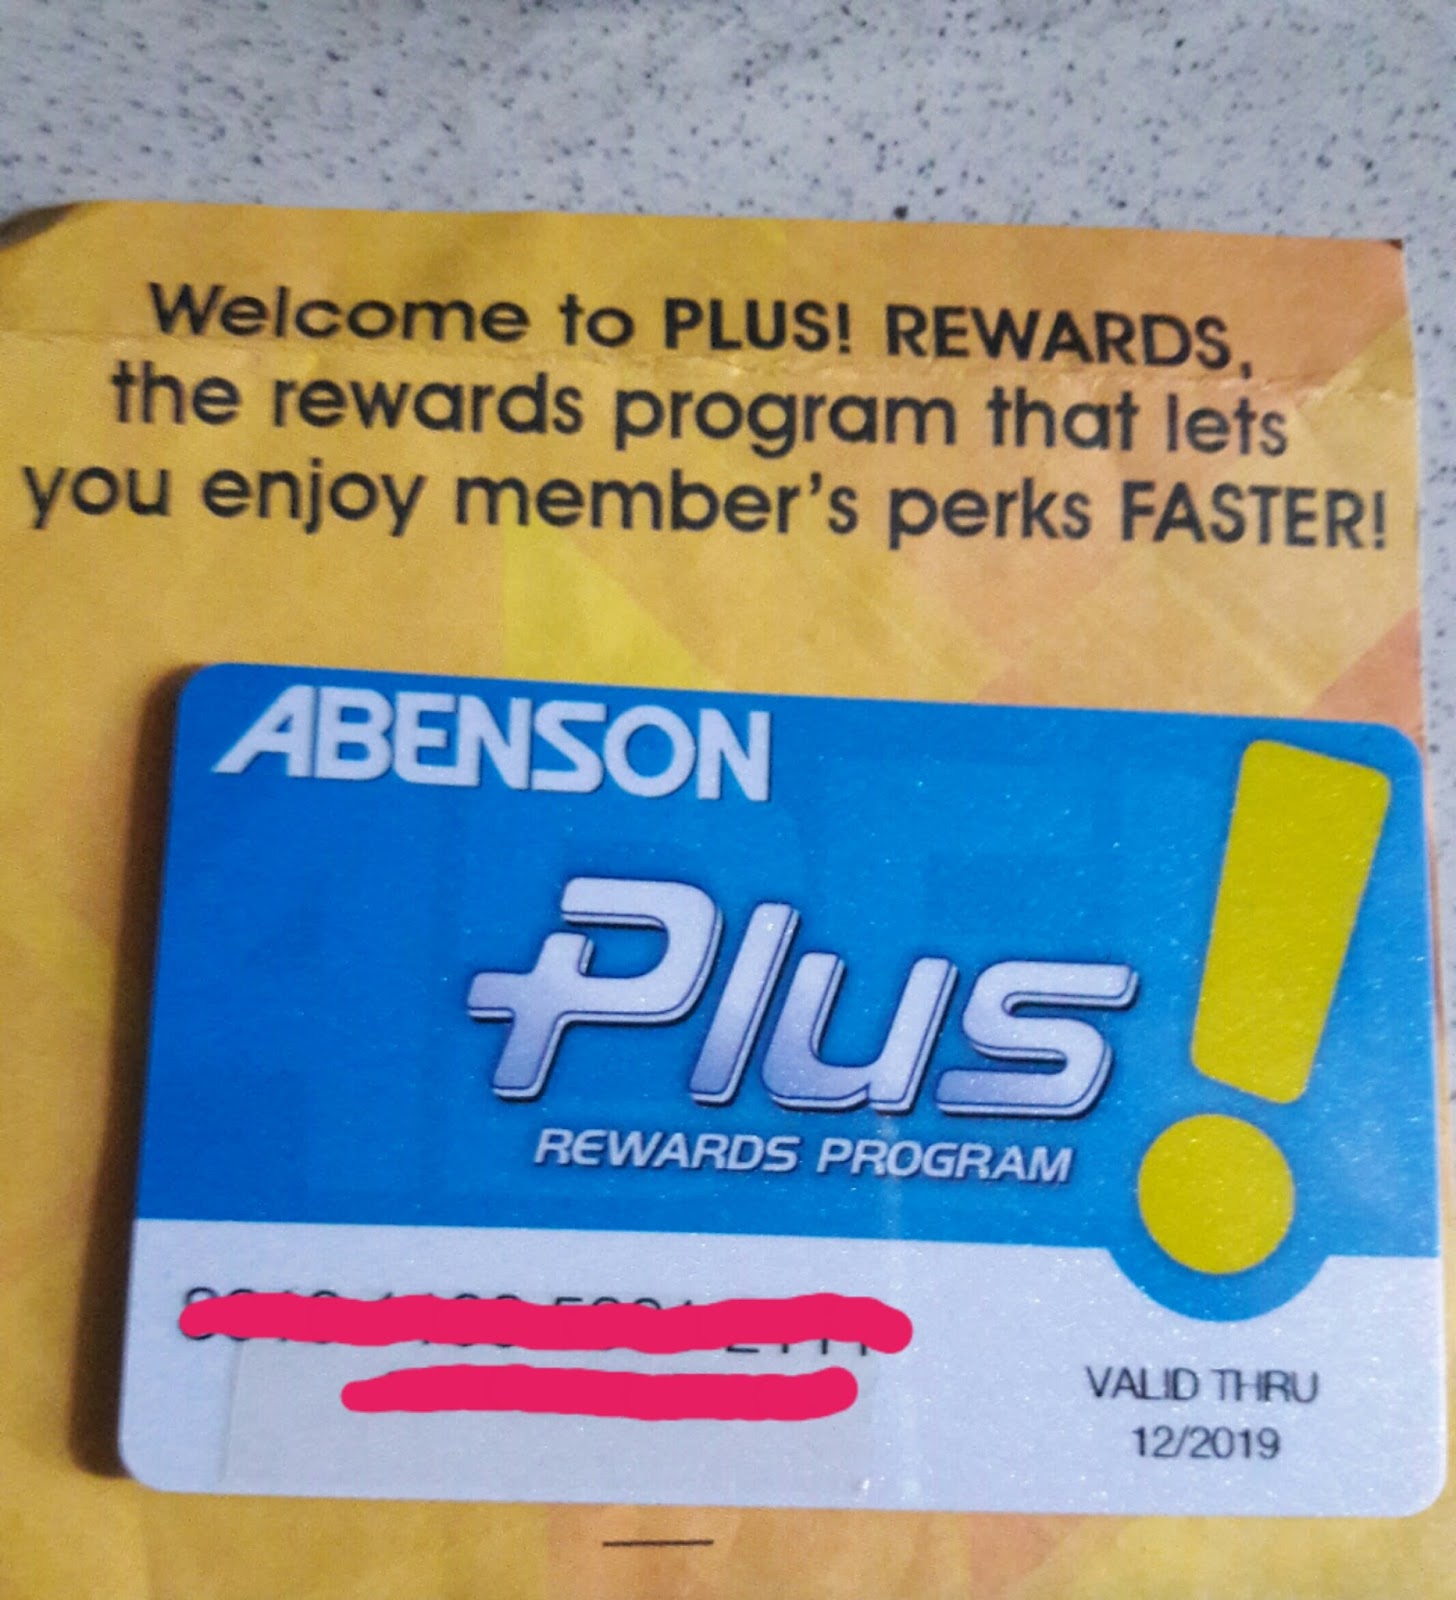 Welcome to PLUS! REWARDS,
the rewards program that lets
you enjoy member's perks FASTER!
ABENSON
Plus!
REWARDS PROGRAM
VALID THRU
12/2019